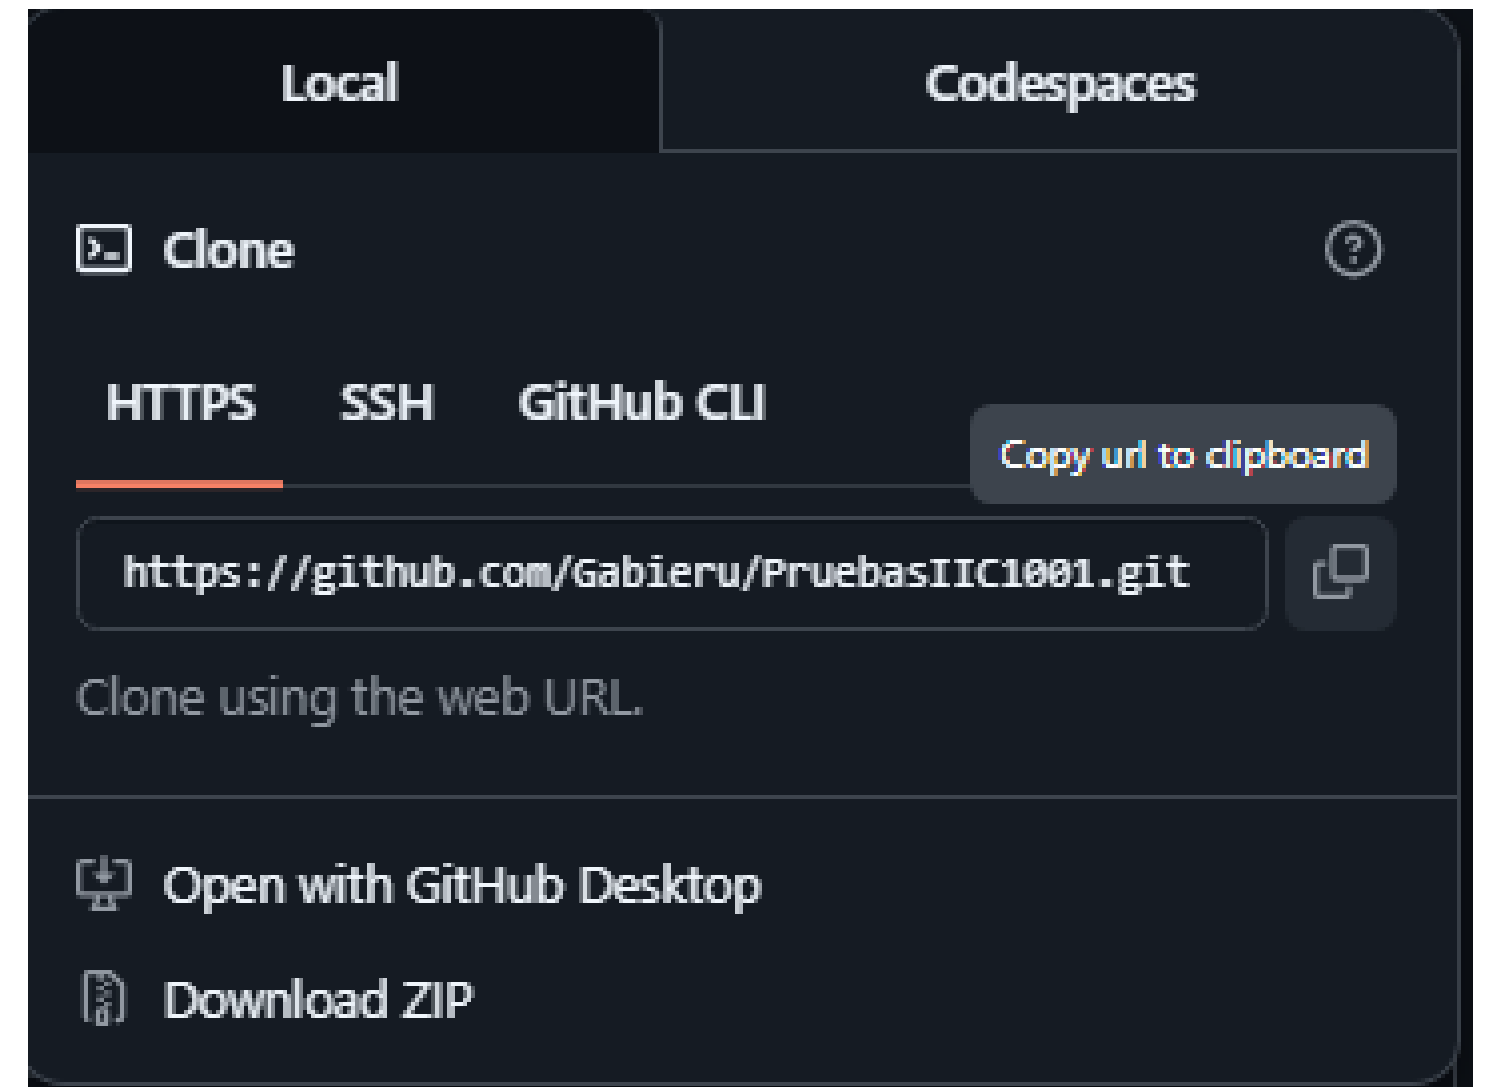 Local
Codespaces
Clone
HTTPS SSH GitHub CLI
Copy url to clipboard
https://github.com/Gabieru/PruebasIIC1001.git
Clone using the web URL.
Open with GitHub Desktop
Download ZIP